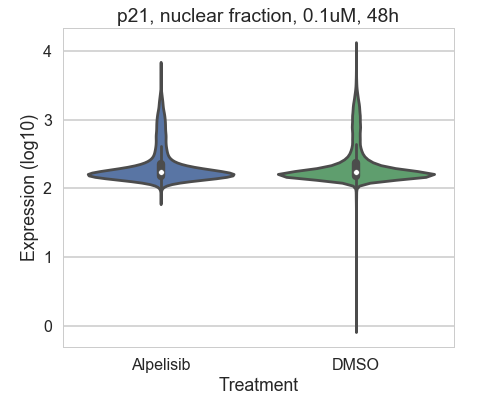 p21, nuclear fraction, 0.1uM, 48h
Expression (log10)
4
3
2
1
0
Alpelisib DMSO
Treatment